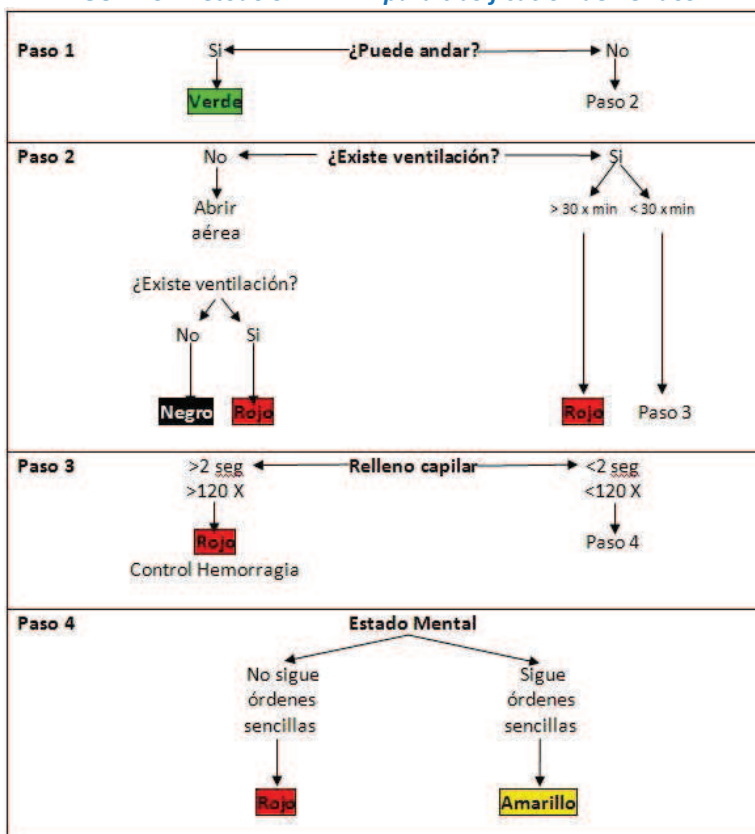 Paso 1
Si ¿Puede andar? No
Verde Paso 2
Paso 2
No ¿Existe ventilación? Si
Abrir
aérea
> 30 x min < 30 x min
¿Existe ventilación?
No Si
Negro Rojo Rojo Paso 3
Paso 3
>2 seg Relleno capilar <2 seg
>120 X <120 X
Rojo Paso 4
Control Hemorragia
Paso 4
Estado Mental
No sigue Sigue
órdenes órdenes
sencillas sencillas
Rojo Amarillo